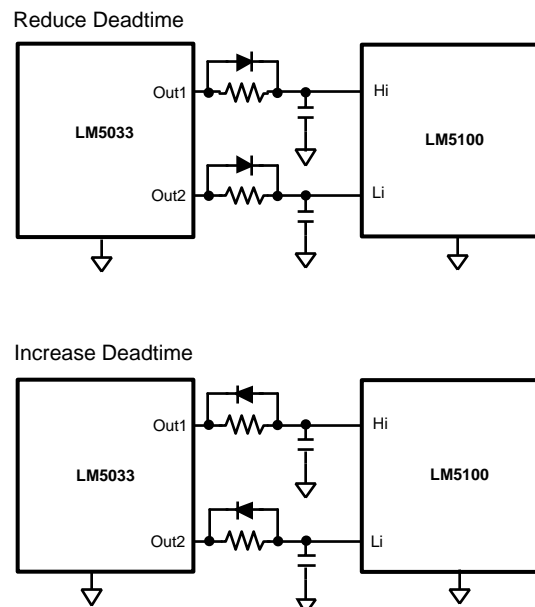 Reduce Deadtime
Out1
Hi
LM5033
LM5100
Out2
Li
Increase Deadtime
Out1
Hi
LM5033
LM5100
Out2
Li